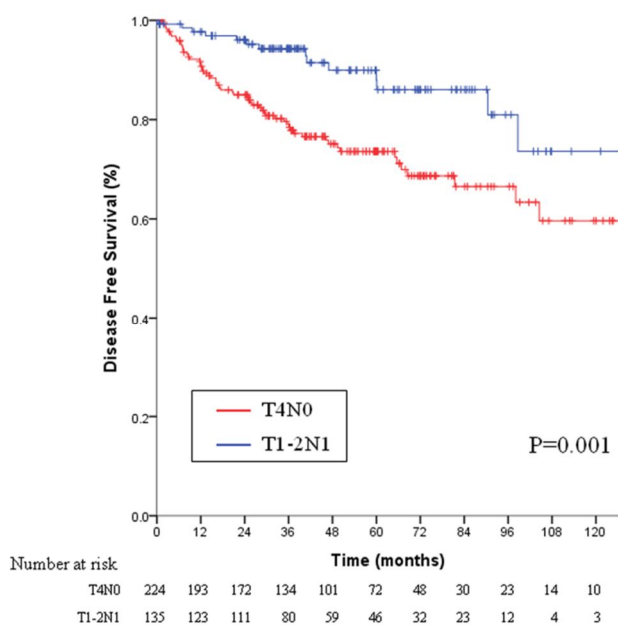 1.0
0.8
0.6
0.4
0.2
0.0
Disease Free Survival (%)
T4N0
T1-2N1
P=0.001
0 12 24 36 48 60 72 84 96 108 120
Time (months)
Number at risk
T4N0 224 193 172 134 101 72 48 30 23 14 10
T1-2N1 135 123 111 80 59 46 32 23 12 4 3